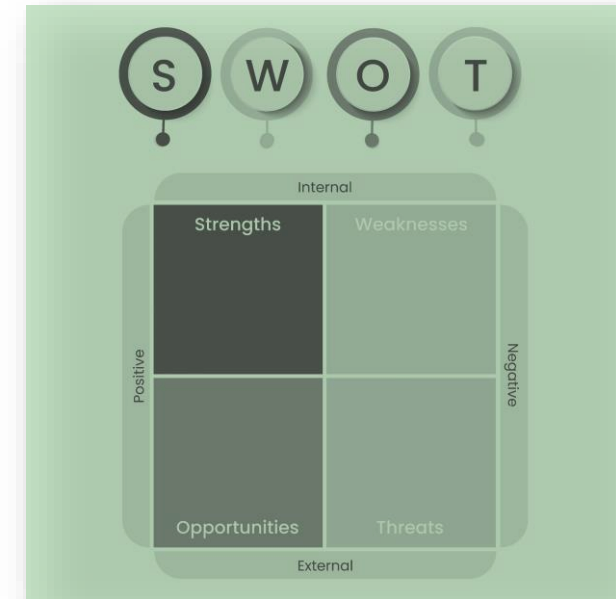 S W O T
Internal
Strengths Weaknesses
Positive
Negative
Opportunities Threats
External